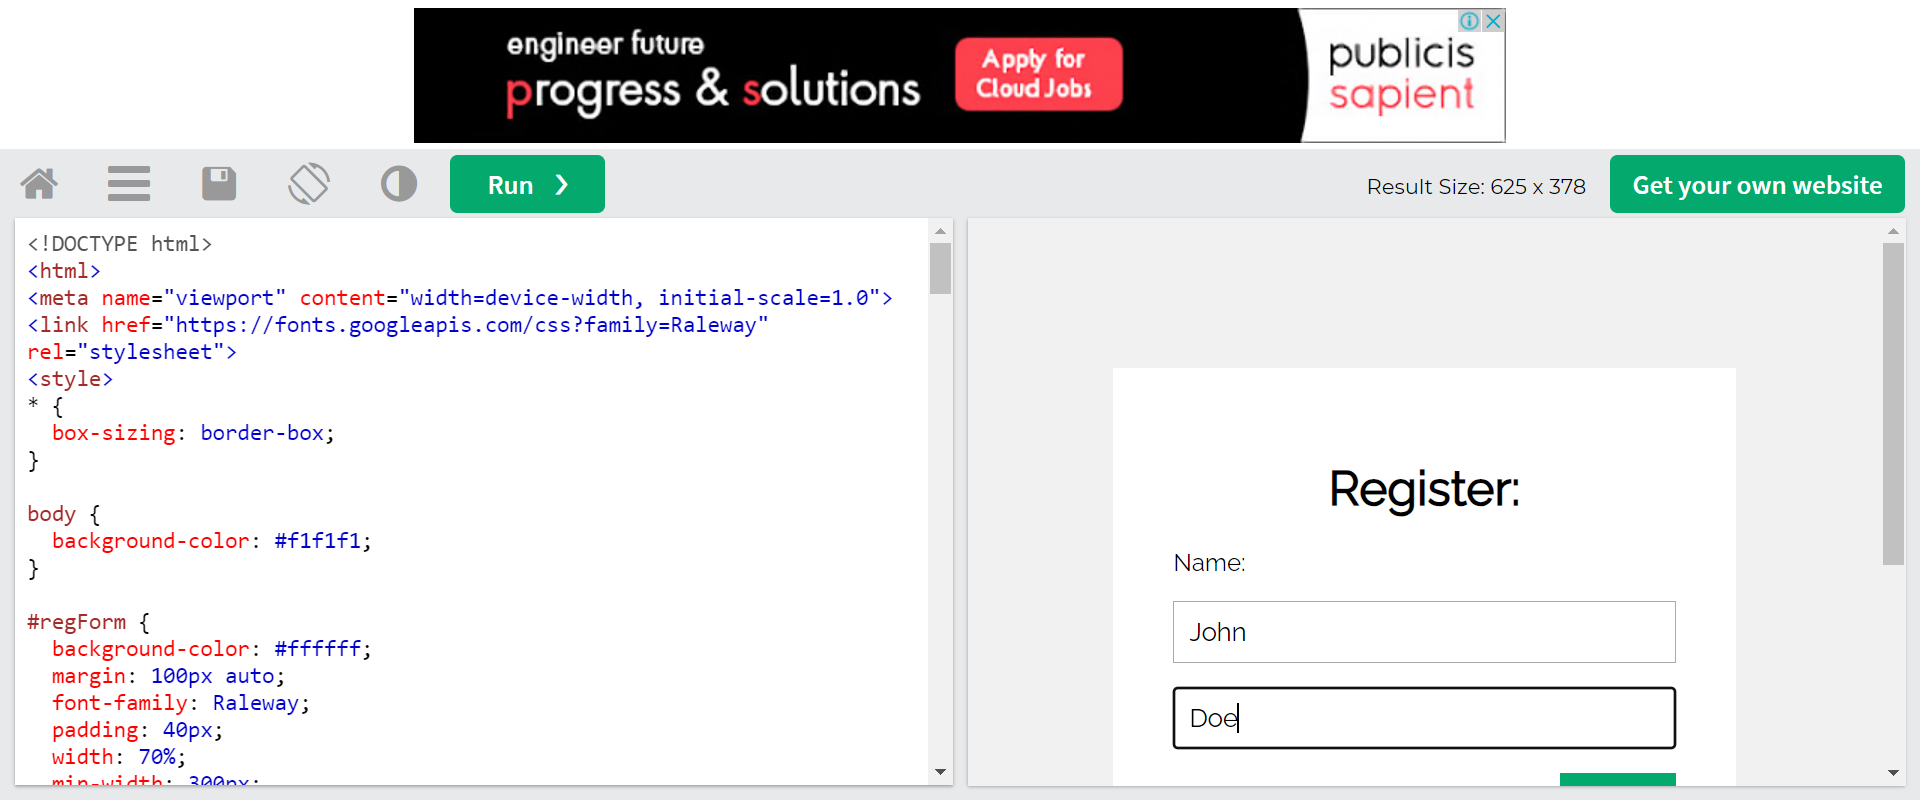 engineer future
progress & solutions
Apply for
Cloud Jobs
publicis
sapient
Run ❯
Result Size: 625 x 378
Get your own website
<!DOCTYPE html>
<html>
<meta name="viewport" content="width=device-width, initial-scale=1.0">
<link href="https://fonts.googleapis.com/css?family=Raleway"
rel="stylesheet">
<style>
* {
  box-sizing: border-box;
}
body {
  background-color: #f1f1f1;
}
#regForm {
  background-color: #ffffff;
  margin: 100px auto;
  font-family: Raleway;
  padding: 40px;
  width: 70%;
  min-width: 300px;
Register:
Name:
John
Doe